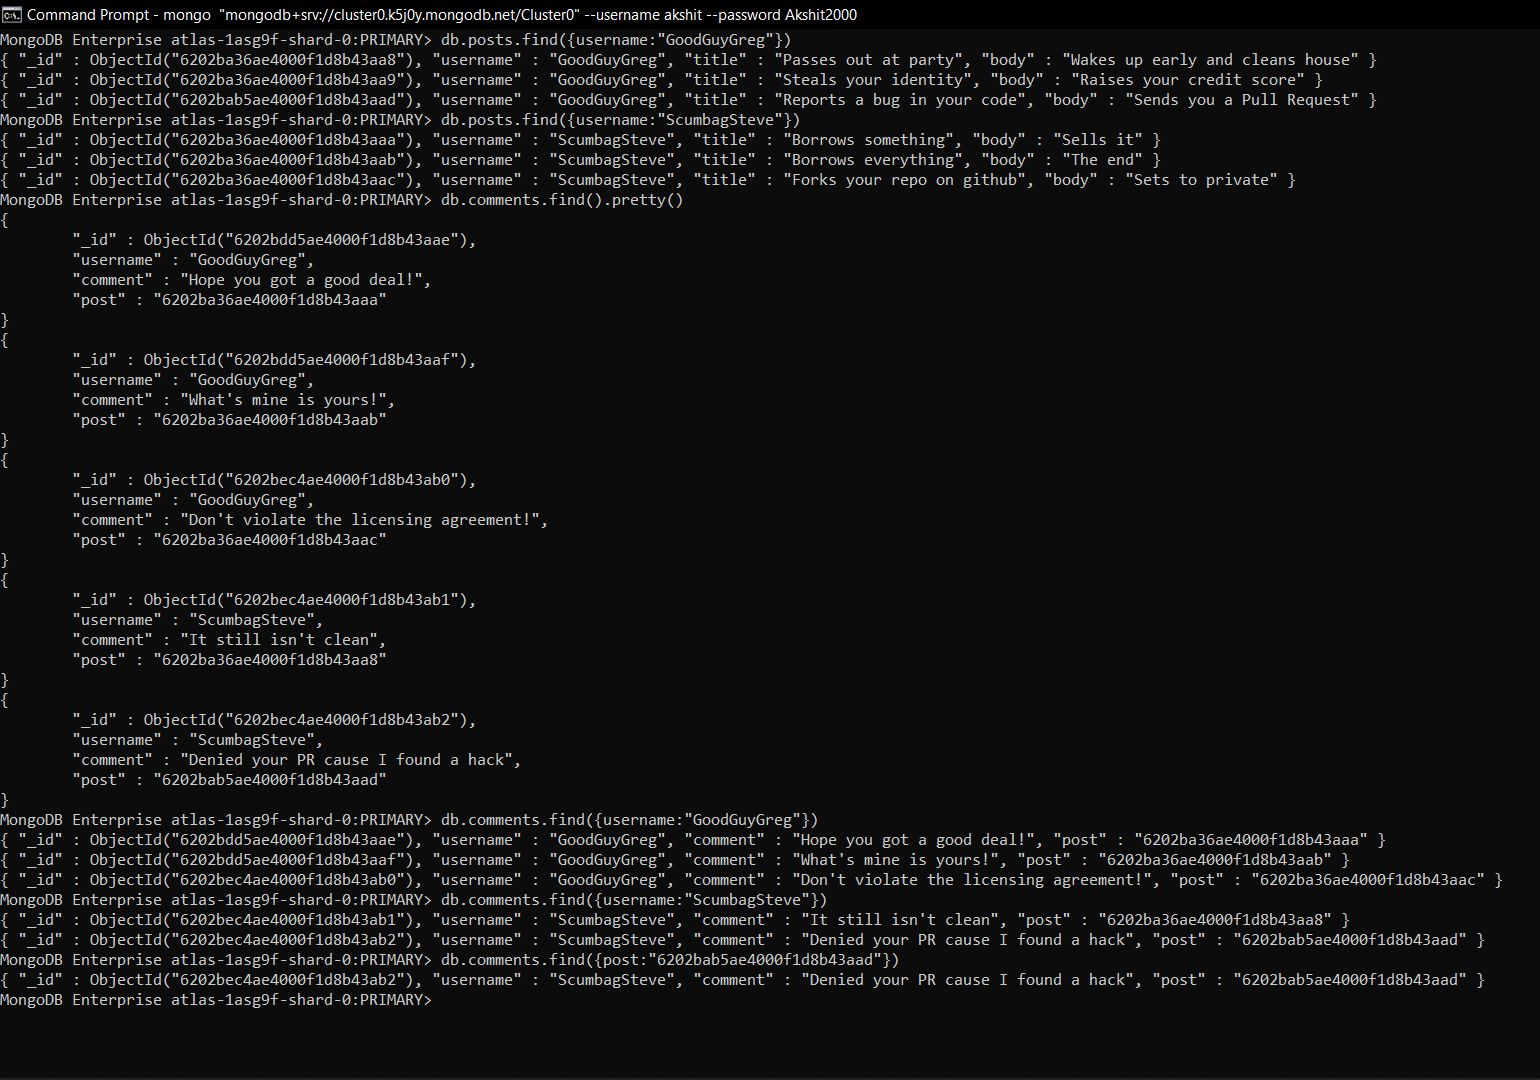 Command Prompt - mongo  "mongodb+srv://cluster0.k5j0y.mongodb.net/Cluster0" --username akshit --password Akshit2000
MongoDB Enterprise atlas-1asg9f-shard-0:PRIMARY> db.posts.find({username:"GoodGuyGreg"})
{ "_id" : ObjectId("6202ba36ae4000f1d8b43aa8"), "username" : "GoodGuyGreg", "title" : "Passes out at party", "body" : "Wakes up early and cleans house" }
{ "_id" : ObjectId("6202ba36ae4000f1d8b43aa9"), "username" : "GoodGuyGreg", "title" : "Steals your identity", "body" : "Raises your credit score" }
{ "_id" : ObjectId("6202bab5ae4000f1d8b43aad"), "username" : "GoodGuyGreg", "title" : "Reports a bug in your code", "body" : "Sends you a Pull Request" }
MongoDB Enterprise atlas-1asg9f-shard-0:PRIMARY> db.posts.find({username:"ScumbagSteve"})
{ "_id" : ObjectId("6202ba36ae4000f1d8b43aaa"), "username" : "ScumbagSteve", "title" : "Borrows something", "body" : "Sells it" }
{ "_id" : ObjectId("6202ba36ae4000f1d8b43aab"), "username" : "ScumbagSteve", "title" : "Borrows everything", "body" : "The end" }
{ "_id" : ObjectId("6202ba36ae4000f1d8b43aac"), "username" : "ScumbagSteve", "title" : "Forks your repo on github", "body" : "Sets to private" }
MongoDB Enterprise atlas-1asg9f-shard-0:PRIMARY> db.comments.find().pretty()
{
        "_id" : ObjectId("6202bdd5ae4000f1d8b43aae"),
        "username" : "GoodGuyGreg",
        "comment" : "Hope you got a good deal!",
        "post" : "6202ba36ae4000f1d8b43aaa"
}
{
        "_id" : ObjectId("6202bdd5ae4000f1d8b43aaf"),
        "username" : "GoodGuyGreg",
        "comment" : "What's mine is yours!",
        "post" : "6202ba36ae4000f1d8b43aab"
}
{
        "_id" : ObjectId("6202bec4ae4000f1d8b43ab0"),
        "username" : "GoodGuyGreg",
        "comment" : "Don't violate the licensing agreement!",
        "post" : "6202ba36ae4000f1d8b43aac"
}
{
        "_id" : ObjectId("6202bec4ae4000f1d8b43ab1"),
        "username" : "ScumbagSteve",
        "comment" : "It still isn't clean",
        "post" : "6202ba36ae4000f1d8b43aa8"
}
{
        "_id" : ObjectId("6202bec4ae4000f1d8b43ab2"),
        "username" : "ScumbagSteve",
        "comment" : "Denied your PR cause I found a hack",
        "post" : "6202bab5ae4000f1d8b43aad"
}
MongoDB Enterprise atlas-1asg9f-shard-0:PRIMARY> db.comments.find({username:"GoodGuyGreg"})
{ "_id" : ObjectId("6202bdd5ae4000f1d8b43aae"), "username" : "GoodGuyGreg", "comment" : "Hope you got a good deal!", "post" : "6202ba36ae4000f1d8b43aaa" }
{ "_id" : ObjectId("6202bdd5ae4000f1d8b43aaf"), "username" : "GoodGuyGreg", "comment" : "What's mine is yours!", "post" : "6202ba36ae4000f1d8b43aab" }
{ "_id" : ObjectId("6202bec4ae4000f1d8b43ab0"), "username" : "GoodGuyGreg", "comment" : "Don't violate the licensing agreement!", "post" : "6202ba36ae4000f1d8b43aac" }
MongoDB Enterprise atlas-1asg9f-shard-0:PRIMARY> db.comments.find({username:"ScumbagSteve"})
{ "_id" : ObjectId("6202bec4ae4000f1d8b43ab1"), "username" : "ScumbagSteve", "comment" : "It still isn't clean", "post" : "6202ba36ae4000f1d8b43aa8" }
{ "_id" : ObjectId("6202bec4ae4000f1d8b43ab2"), "username" : "ScumbagSteve", "comment" : "Denied your PR cause I found a hack", "post" : "6202bab5ae4000f1d8b43aad" }
MongoDB Enterprise atlas-1asg9f-shard-0:PRIMARY> db.comments.find({post:"6202bab5ae4000f1d8b43aad"})
{ "_id" : ObjectId("6202bec4ae4000f1d8b43ab2"), "username" : "ScumbagSteve", "comment" : "Denied your PR cause I found a hack", "post" : "6202bab5ae4000f1d8b43aad" }
MongoDB Enterprise atlas-1asg9f-shard-0:PRIMARY>